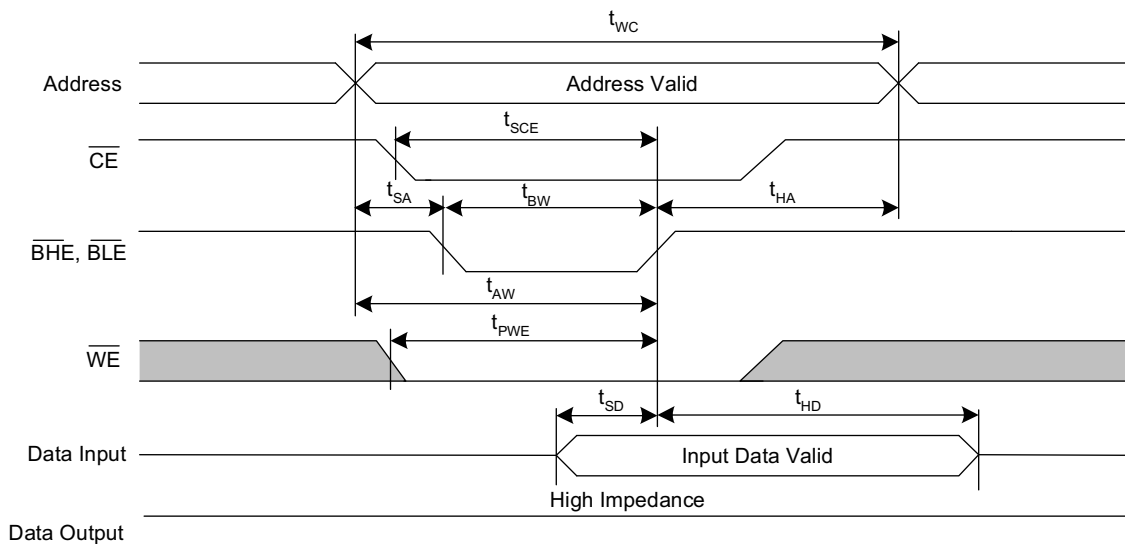 tWC
Address
Address Valid
tSCE
CE
tSA
tBW
tHA
BHE, BLE
tAW
tPWE
WE
tSD
tHD
Data Input
Input Data Valid
High Impedance
Data Output